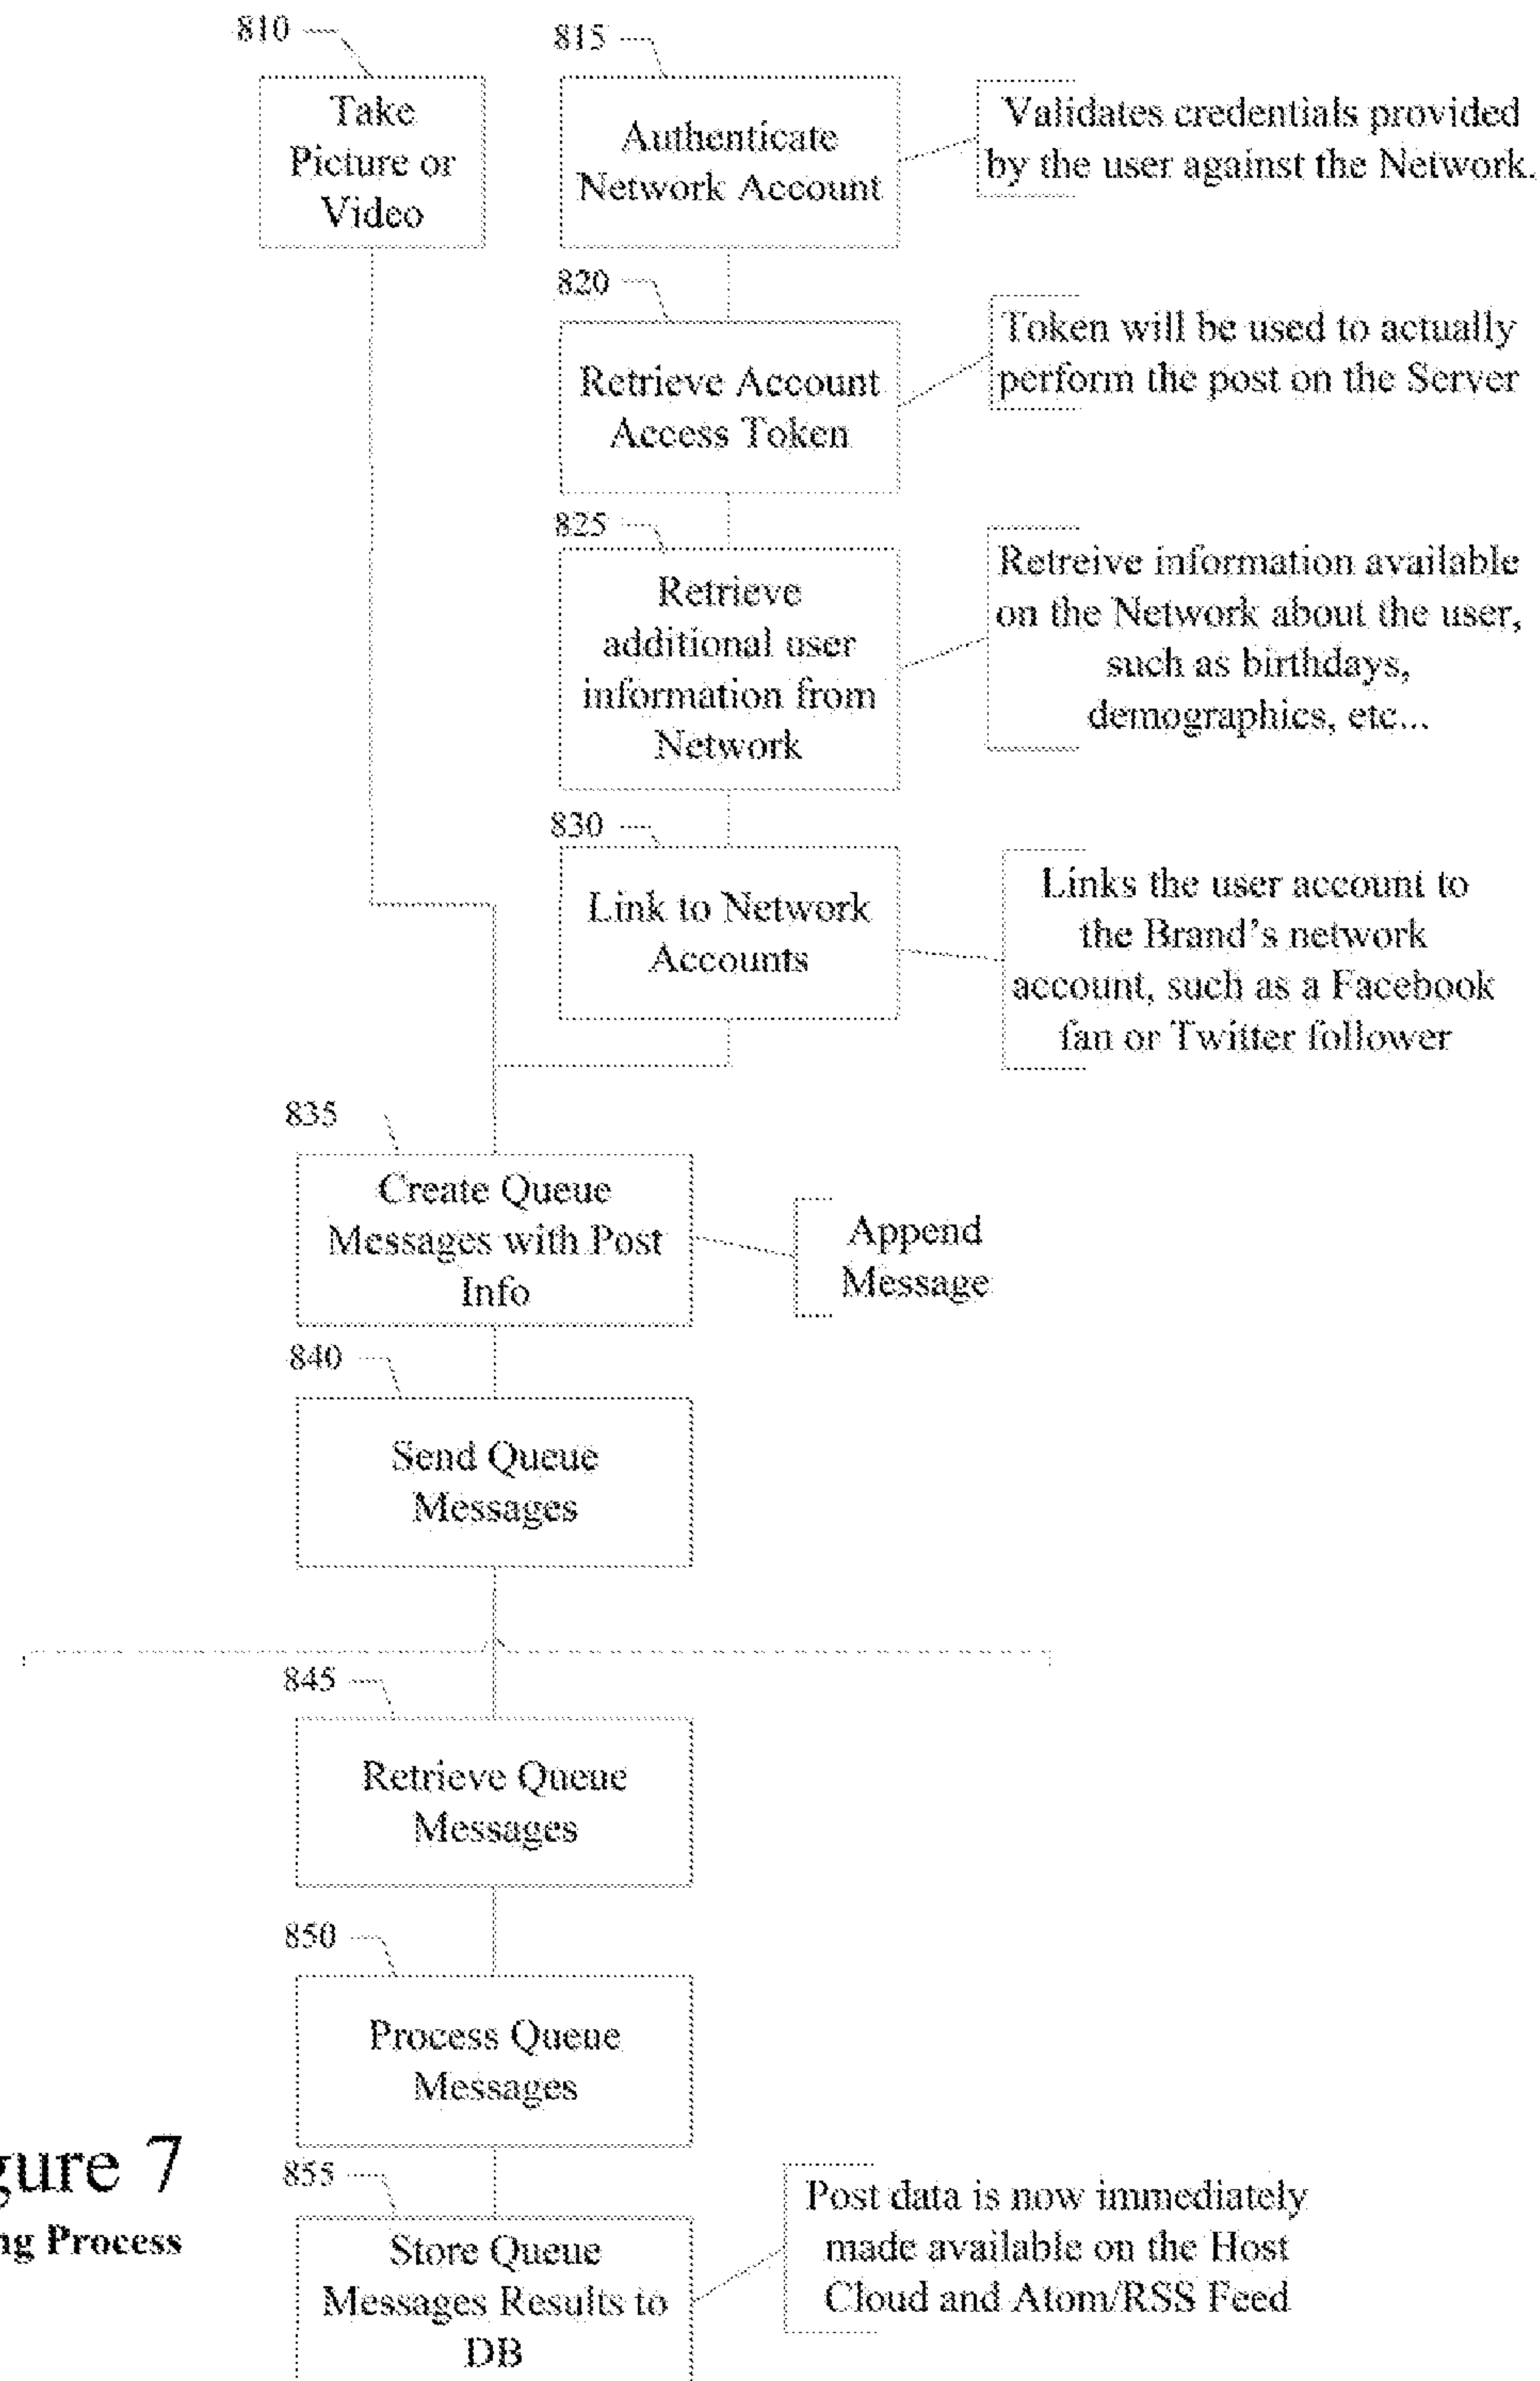 810
Take
Picture or
Video
815
Authenticate
Network Account
Validates credentials provided
by the user against the Network.
820
Retrieve Account
Access Token
Token will be used to actually
perform the post on the Server
825
Retrieve
additional user
information from
Network
Retreive information available
on the Network about the user,
such as birthdays,
demographics, etc...
830
Link to Network
Accounts
Links the user account to
the Brand's network
account, such as a Facebook
fan or Twitter follower
835
Create Queue
Messages with Post
Info
Append
Message
840
Send Queue
Messages
845
Retrieve Queue
Messages
850
Process Queue
Messages
gure 7
ng Process
855
Store Queue
Messages Results to
DB
Post data is now immediately
made available on the Host
Cloud and Atom/RSS Feed